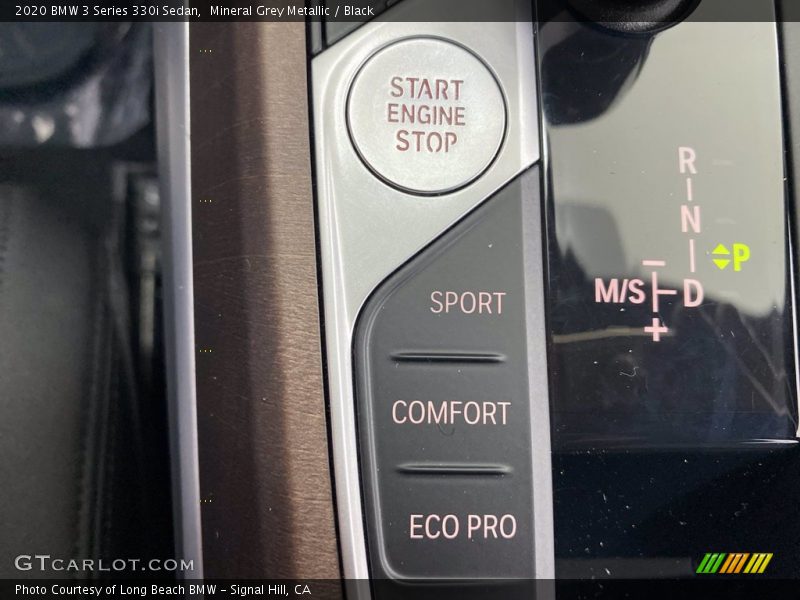 2020 BMW 3 Series 330i Sedan,  Mineral Grey Metallic / Black
START
ENGINE
STOP
R
N
P
M/S D
+
SPORT
COMFORT
ECO PRO
GTCARLOT.COM
Photo Courtesy of Long Beach BMW - Signal Hill, CA